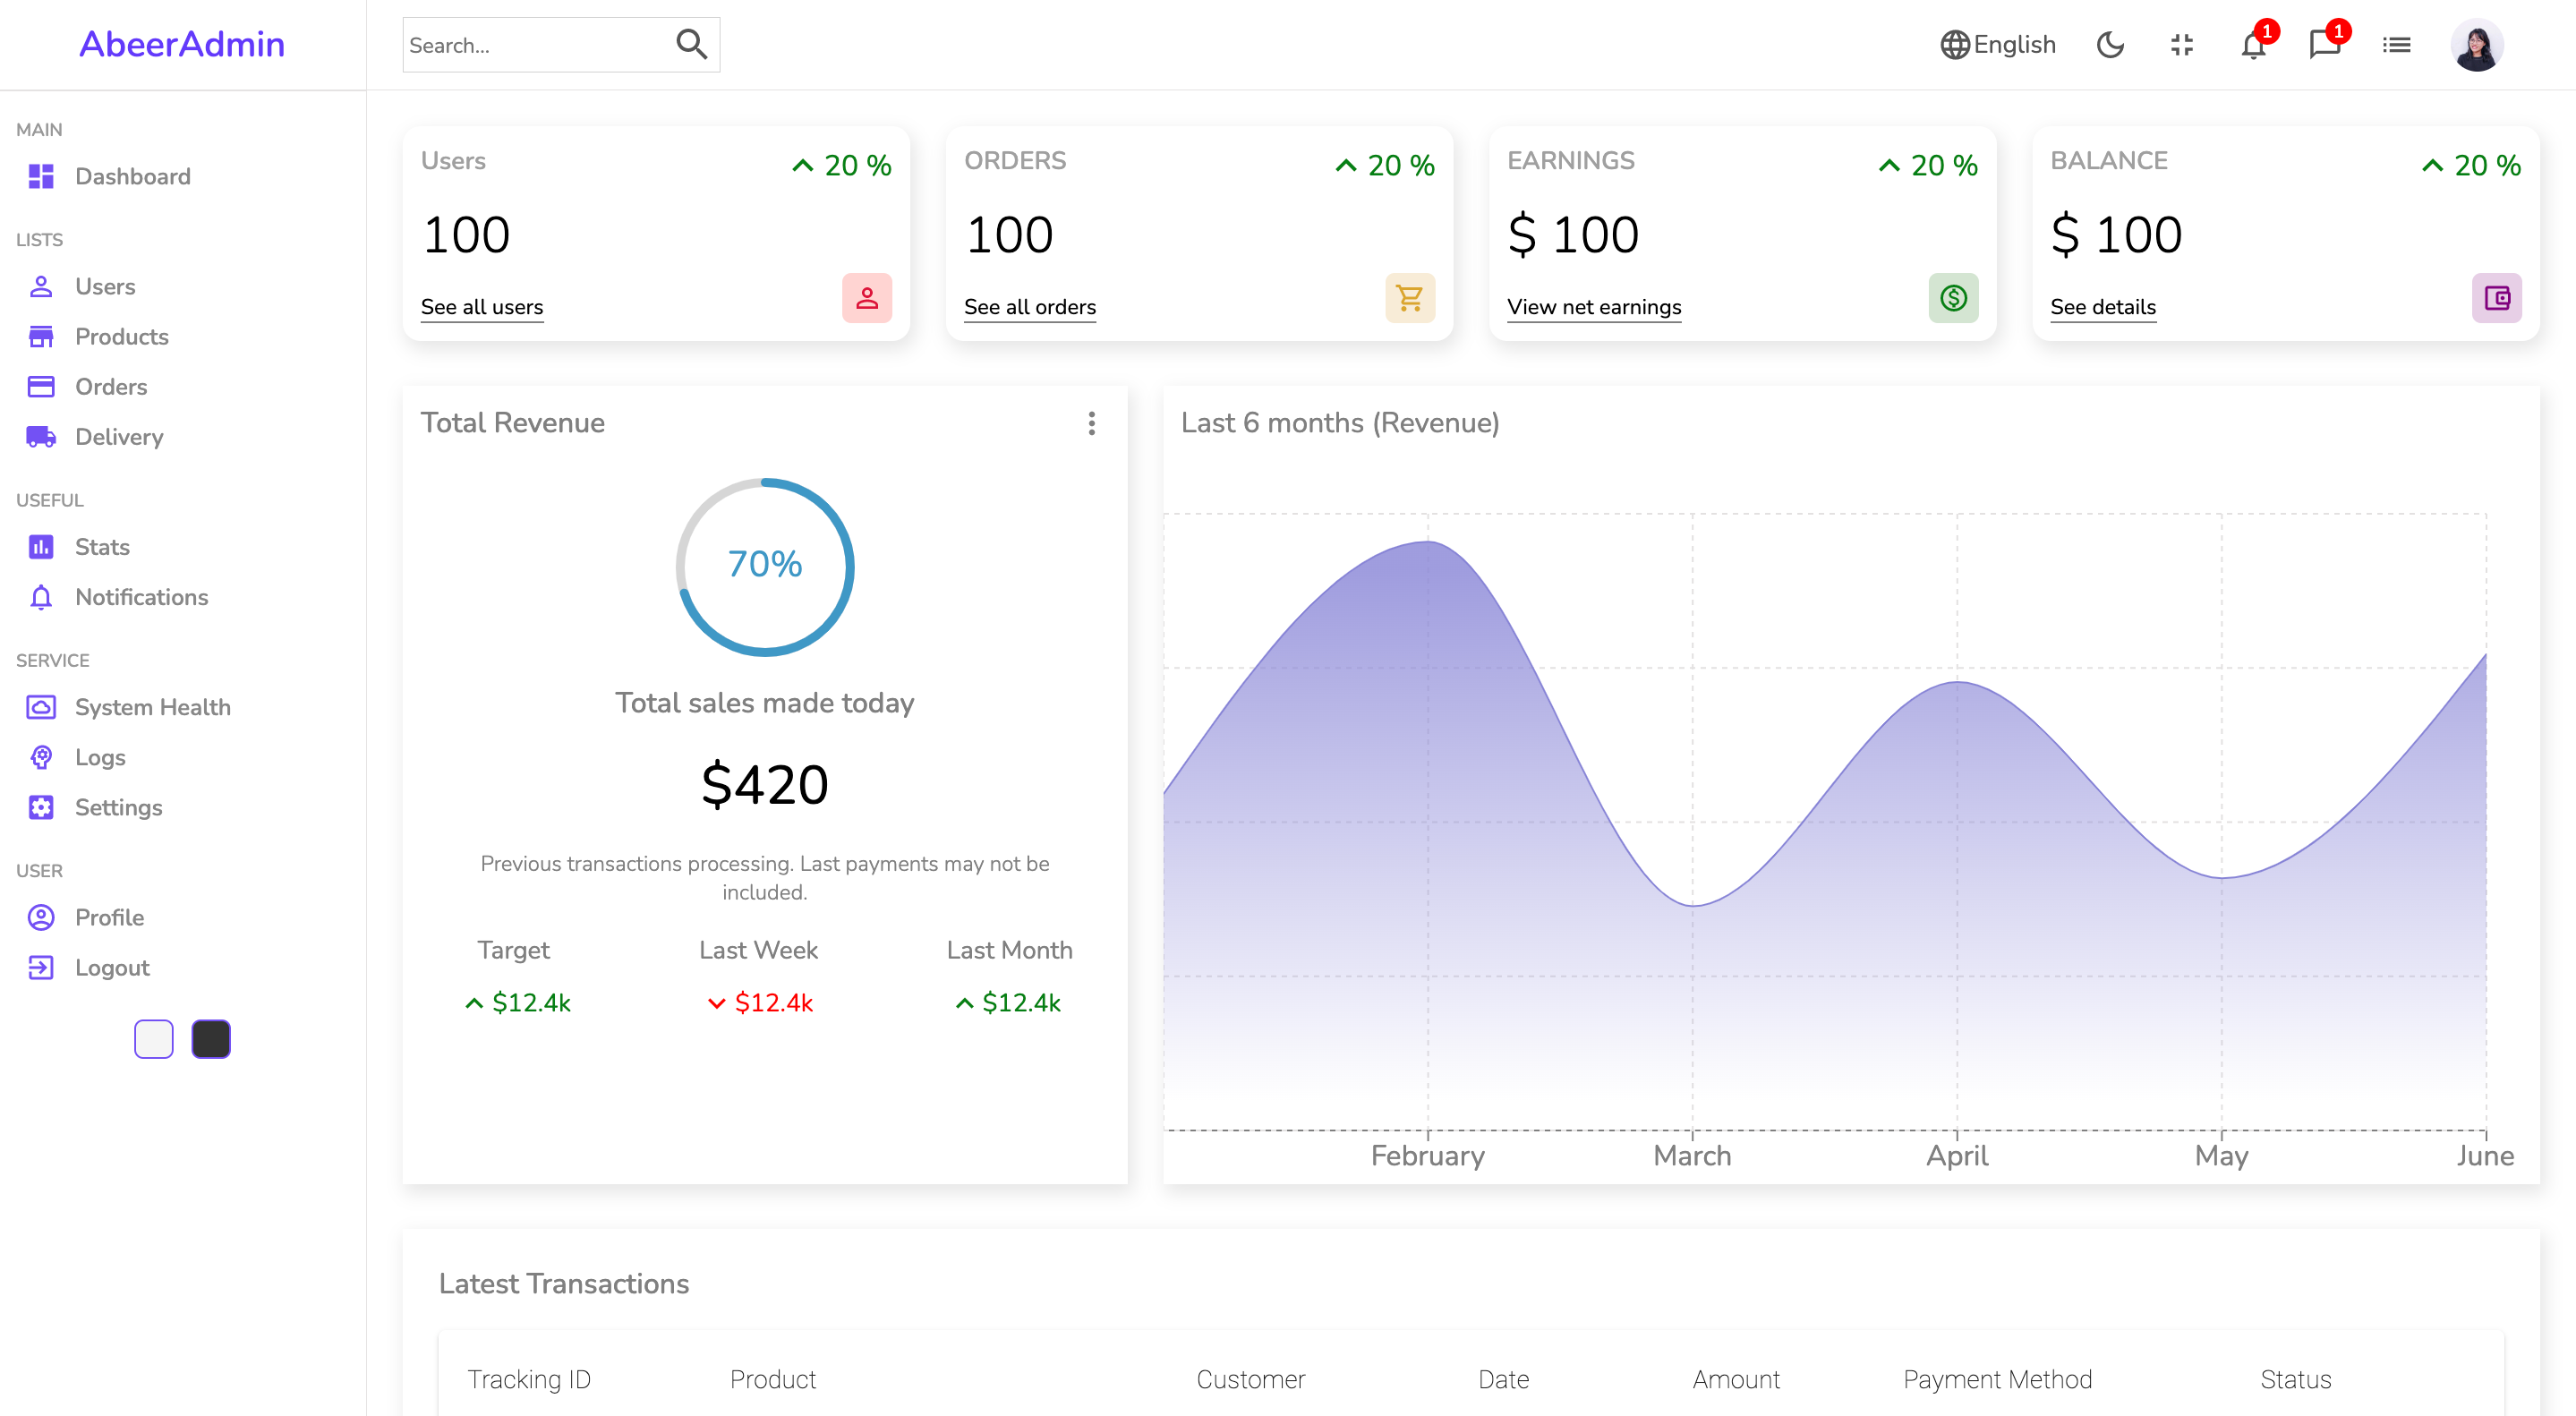 AbeerAdmin
Search...
English
1
1
MAIN
Dashboard
LISTS
Users
Products
Orders
Delivery
USEFUL
Stats
Notifications
SERVICE
System Health
Logs
Settings
USER
Profile
Logout
Users
20 %
100
See all users
ORDERS
20 %
100
See all orders
EARNINGS
20 %
$ 100
View net earnings
BALANCE
20 %
$ 100
See details
Total Revenue
70%
Total sales made today
$420
Previous transactions processing. Last payments may not be
included.
Target
Last Week
Last Month
$12.4k
$12.4k
$12.4k
Last 6 months (Revenue)
February
March
April
May
June
Latest Transactions
Tracking ID
Product
Customer
Date
Amount
Payment Method
Status